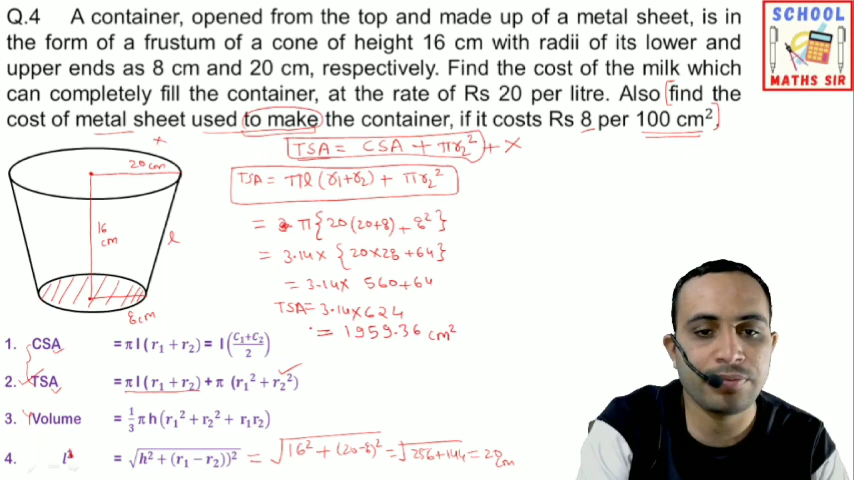 Q.4 A container, opened from the top and made up of a metal sheet, is in
the form of a frustum of a cone of height 16 cm with radii of its lower and
upper ends as 8 cm and 20 cm, respectively. Find the cost of the milk which
can completely fill the container, at the rate of Rs 20 per litre. Also find the
cost of metal sheet used to make the container, if it costs Rs 8 per 100 cm².
SCHOOL
MATHS SIR
TSA = CSA + πr₂² + x
TSA = πl (r₁+r₂) + πr₂²
= π{20(20+8) + 8²}
= 3.14x {20x28 +64}
= 3.14x 560+64
TSA = 3.14x624
= 1959.36 cm²
x
20cm
16
cm
l
8cm
1. CSA = π l (r₁ + r₂) = l ((C₁+C₂)/2)
2. TSA = π l (r₁ + r₂) + π (r₁² + r₂²)
3. Volume = 1/3 π h (r₁² + r₂² + r₁r₂)
4. l = √(h² + (r₁ − r₂))² = √(16² + (20-8)²) = √(256+144) = 20 cm